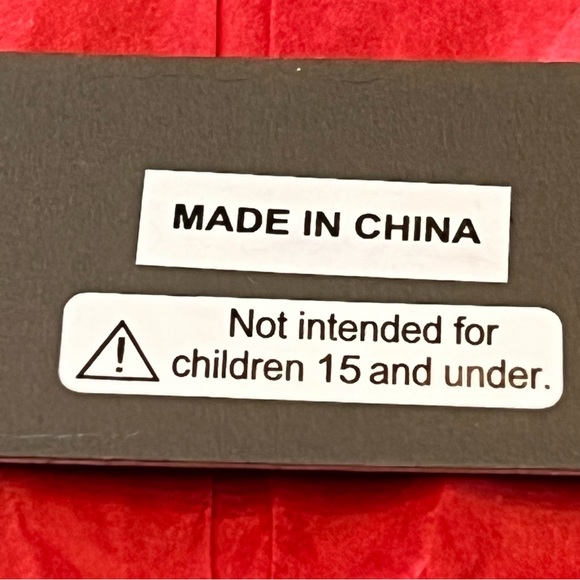 MADE IN CHINA
Not intended for
children 15 and under.